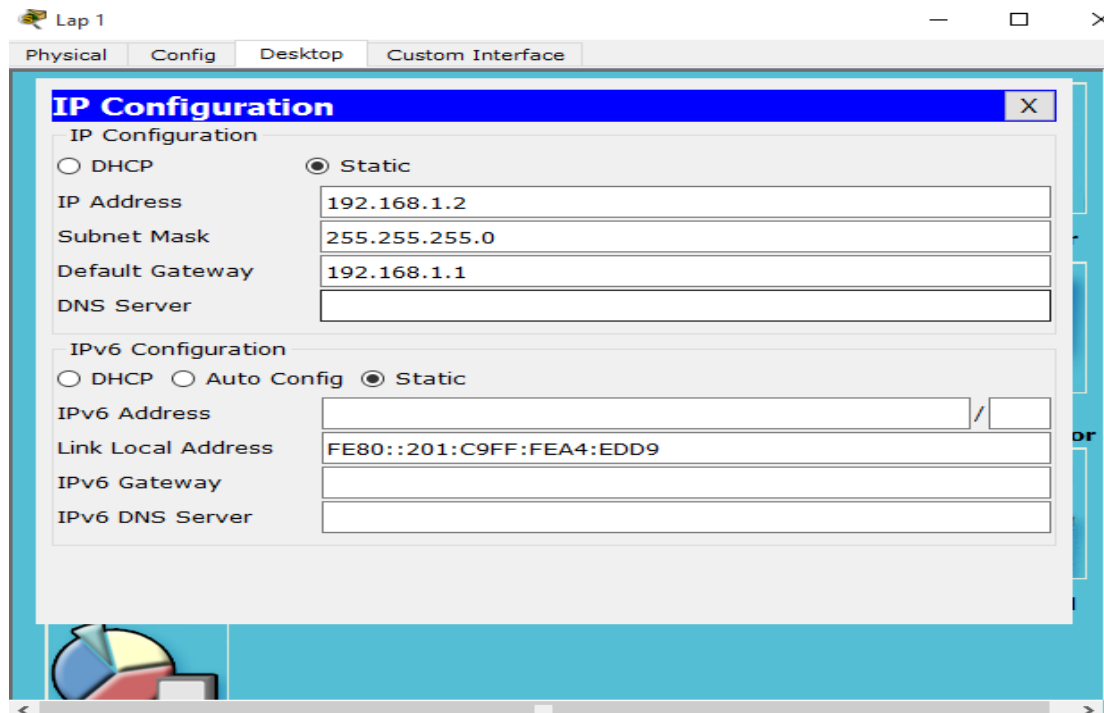 Lap 1
Physical Config Desktop Custom Interface
IP Configuration X
IP Configuration
DHCP Static
IP Address 192.168.1.2
Subnet Mask 255.255.255.0
Default Gateway 192.168.1.1
DNS Server
IPv6 Configuration
DHCP Auto Config Static
IPv6 Address /
Link Local Address FE80::201:C9FF:FEA4:EDD9
IPv6 Gateway
IPv6 DNS Server